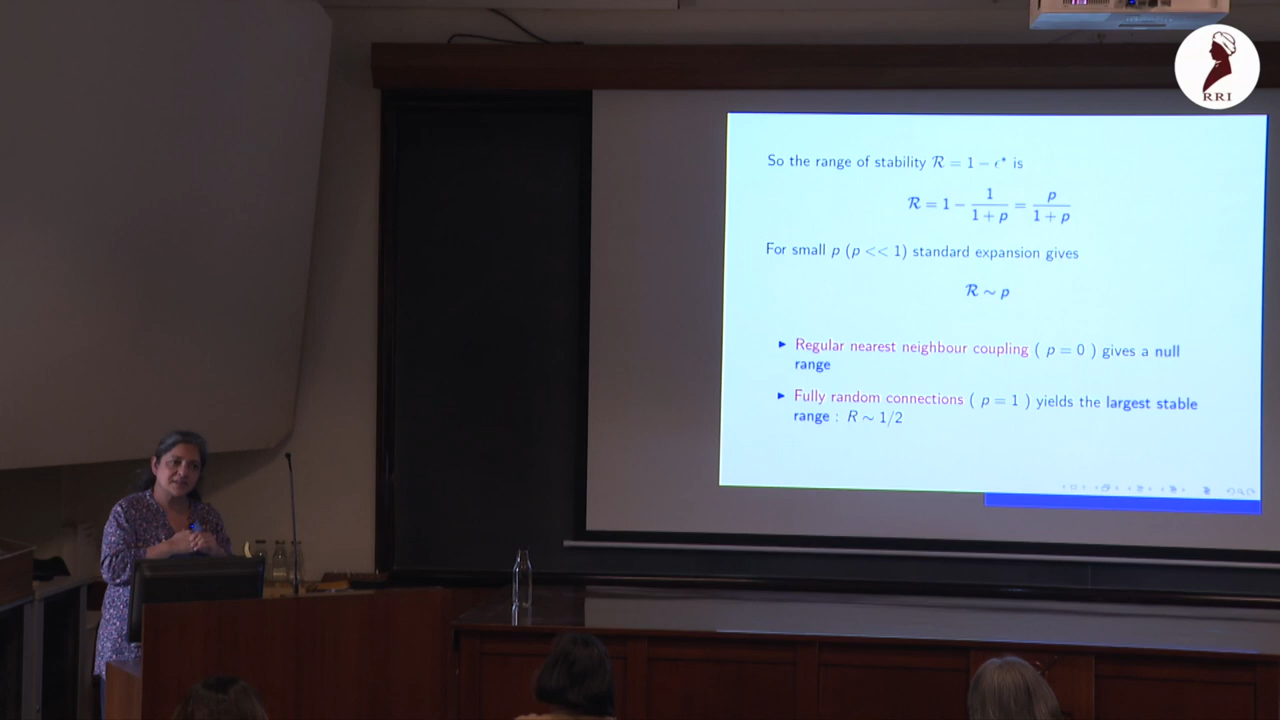 RRI
So the range of stability ℛ = 1 − ϵ* is
ℛ = 1 − 1/(1 + p) = p/(1 + p)
For small p (p << 1) standard expansion gives
ℛ ∼ p
▶ Regular nearest neighbour coupling ( p = 0 ) gives a null
range
▶ Fully random connections ( p = 1 ) yields the largest stable
range : R ∼ 1/2